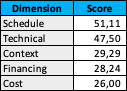 Dimension Score
Schedule 51,11
Technical 47,50
Context 29,29
Financing 28,24
Cost 26,00